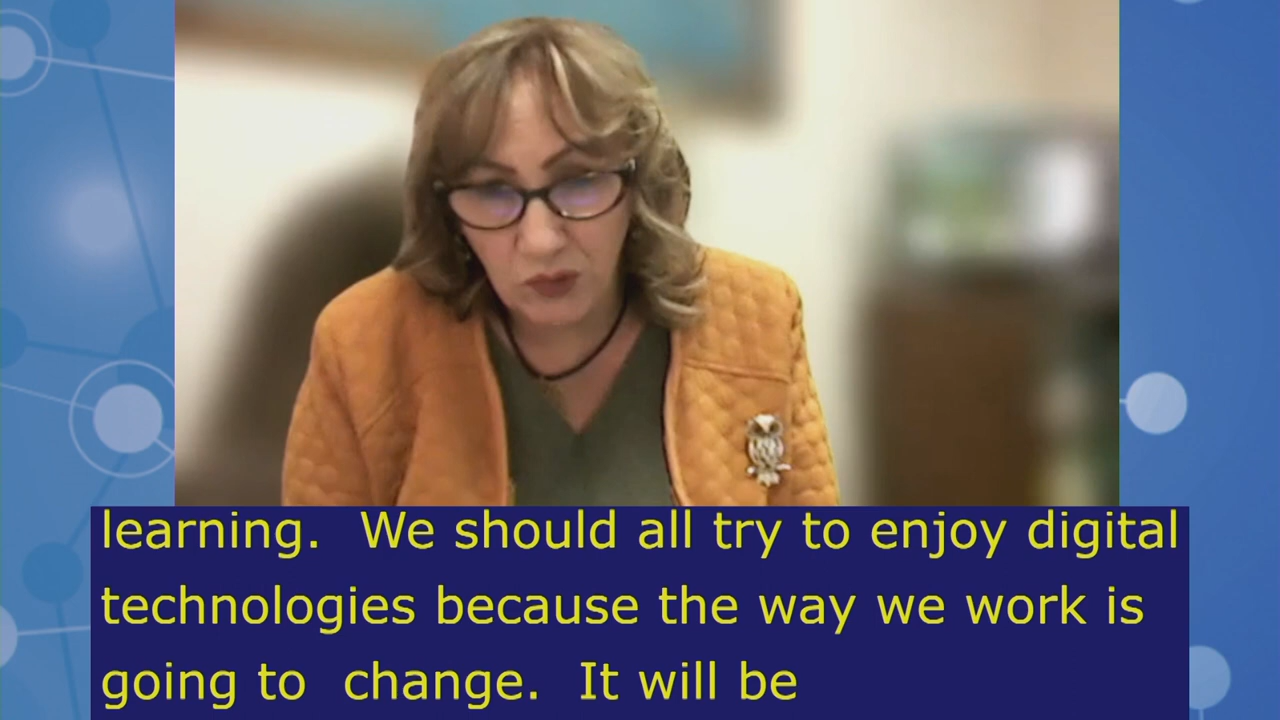 learning.  We should all try to enjoy digital
technologies because the way we work is
going to  change.  It will be